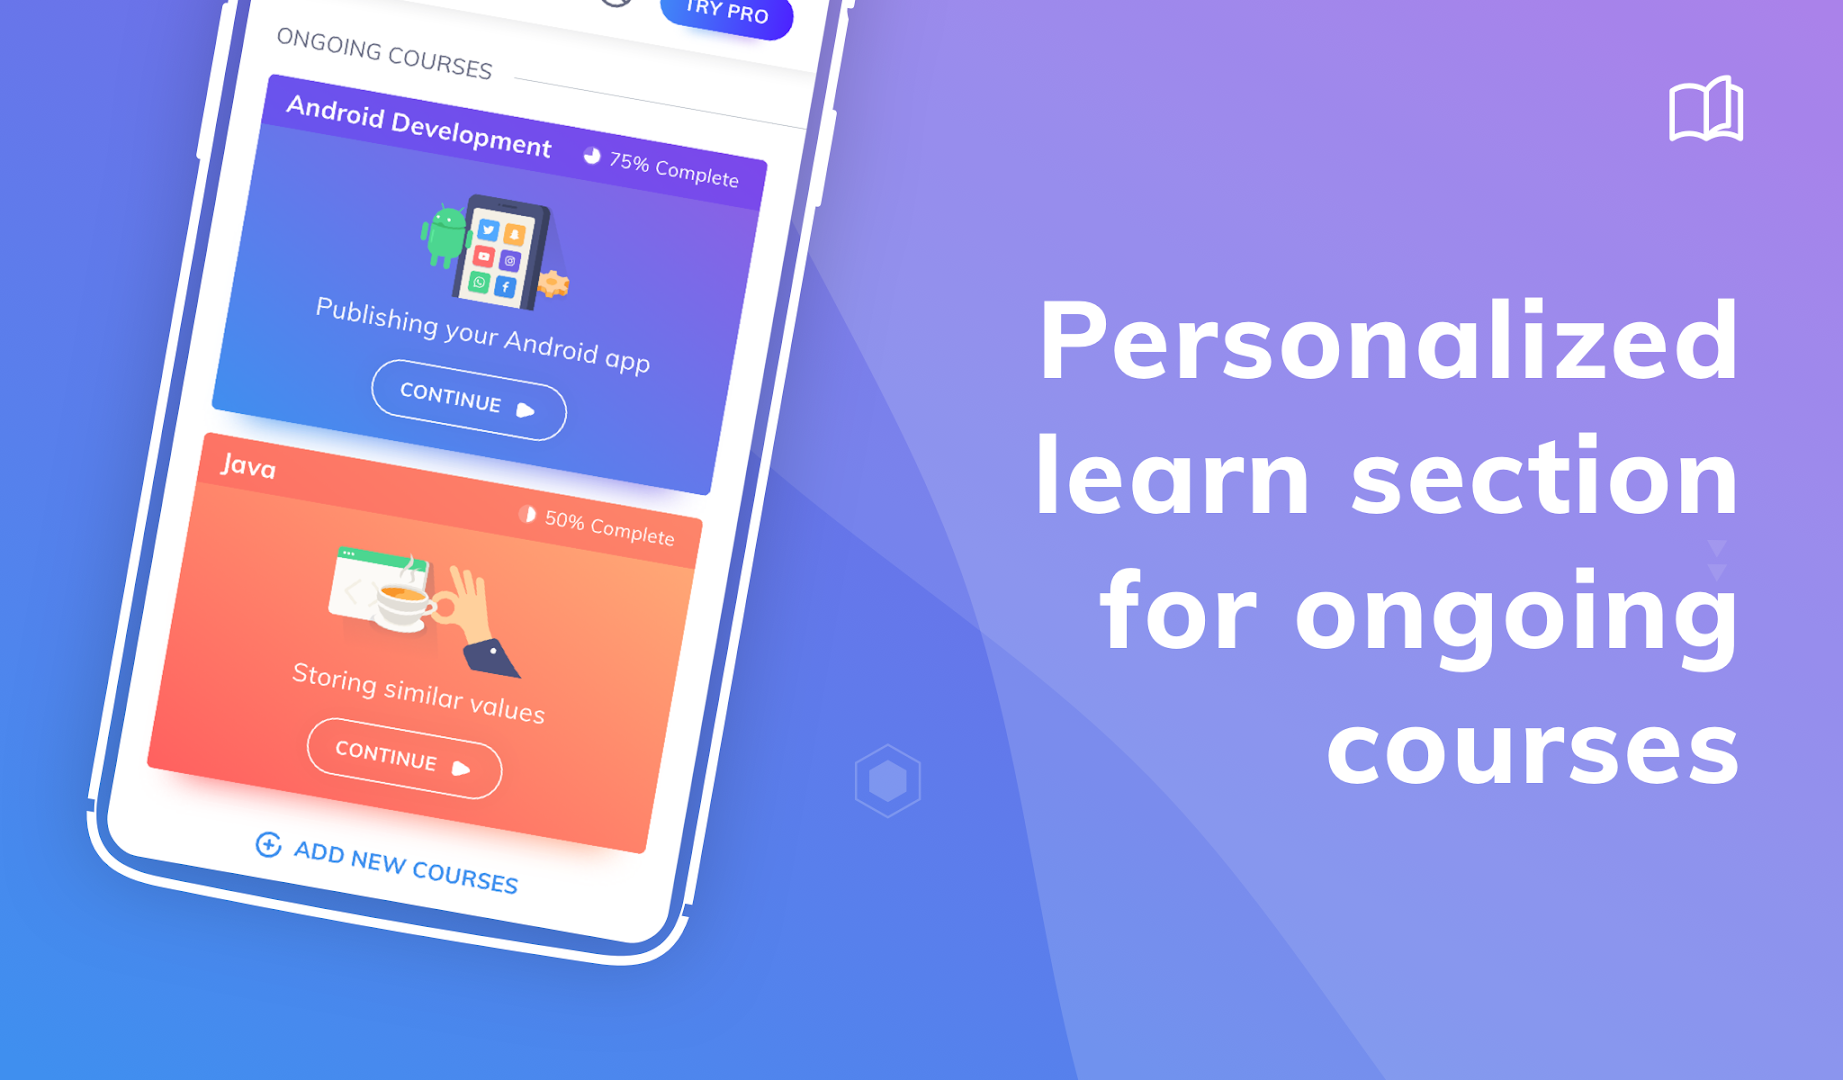 TRY PRO
ONGOING COURSES
Android Development
75% Complete
Publishing your Android app
CONTINUE
Java
50% Complete
Storing similar values
CONTINUE
ADD NEW COURSES
Personalized
learn section
for ongoing
courses